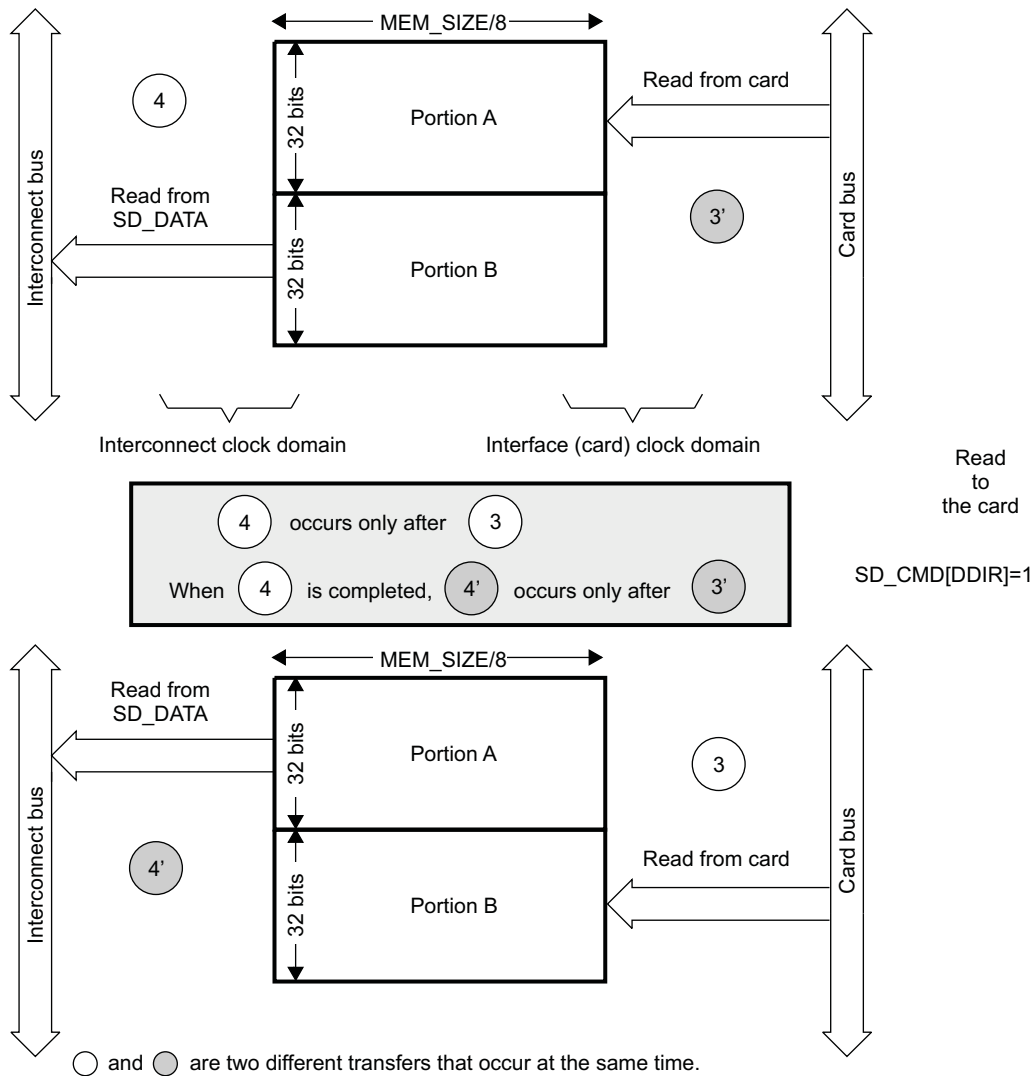 MEM_SIZE/8
Interconnect bus
4
32 bits
Portion A
Read from card
Card bus
Read from
SD_DATA
32 bits
Portion B
3'
Interconnect clock domain
Interface (card) clock domain
Read
to
the card
4 occurs only after 3
When 4 is completed, 4' occurs only after 3'
SD_CMD[DDIR]=1
MEM_SIZE/8
Interconnect bus
Read from
SD_DATA
32 bits
Portion A
3
Card bus
4'
32 bits
Portion B
Read from card
and are two different transfers that occur at the same time.